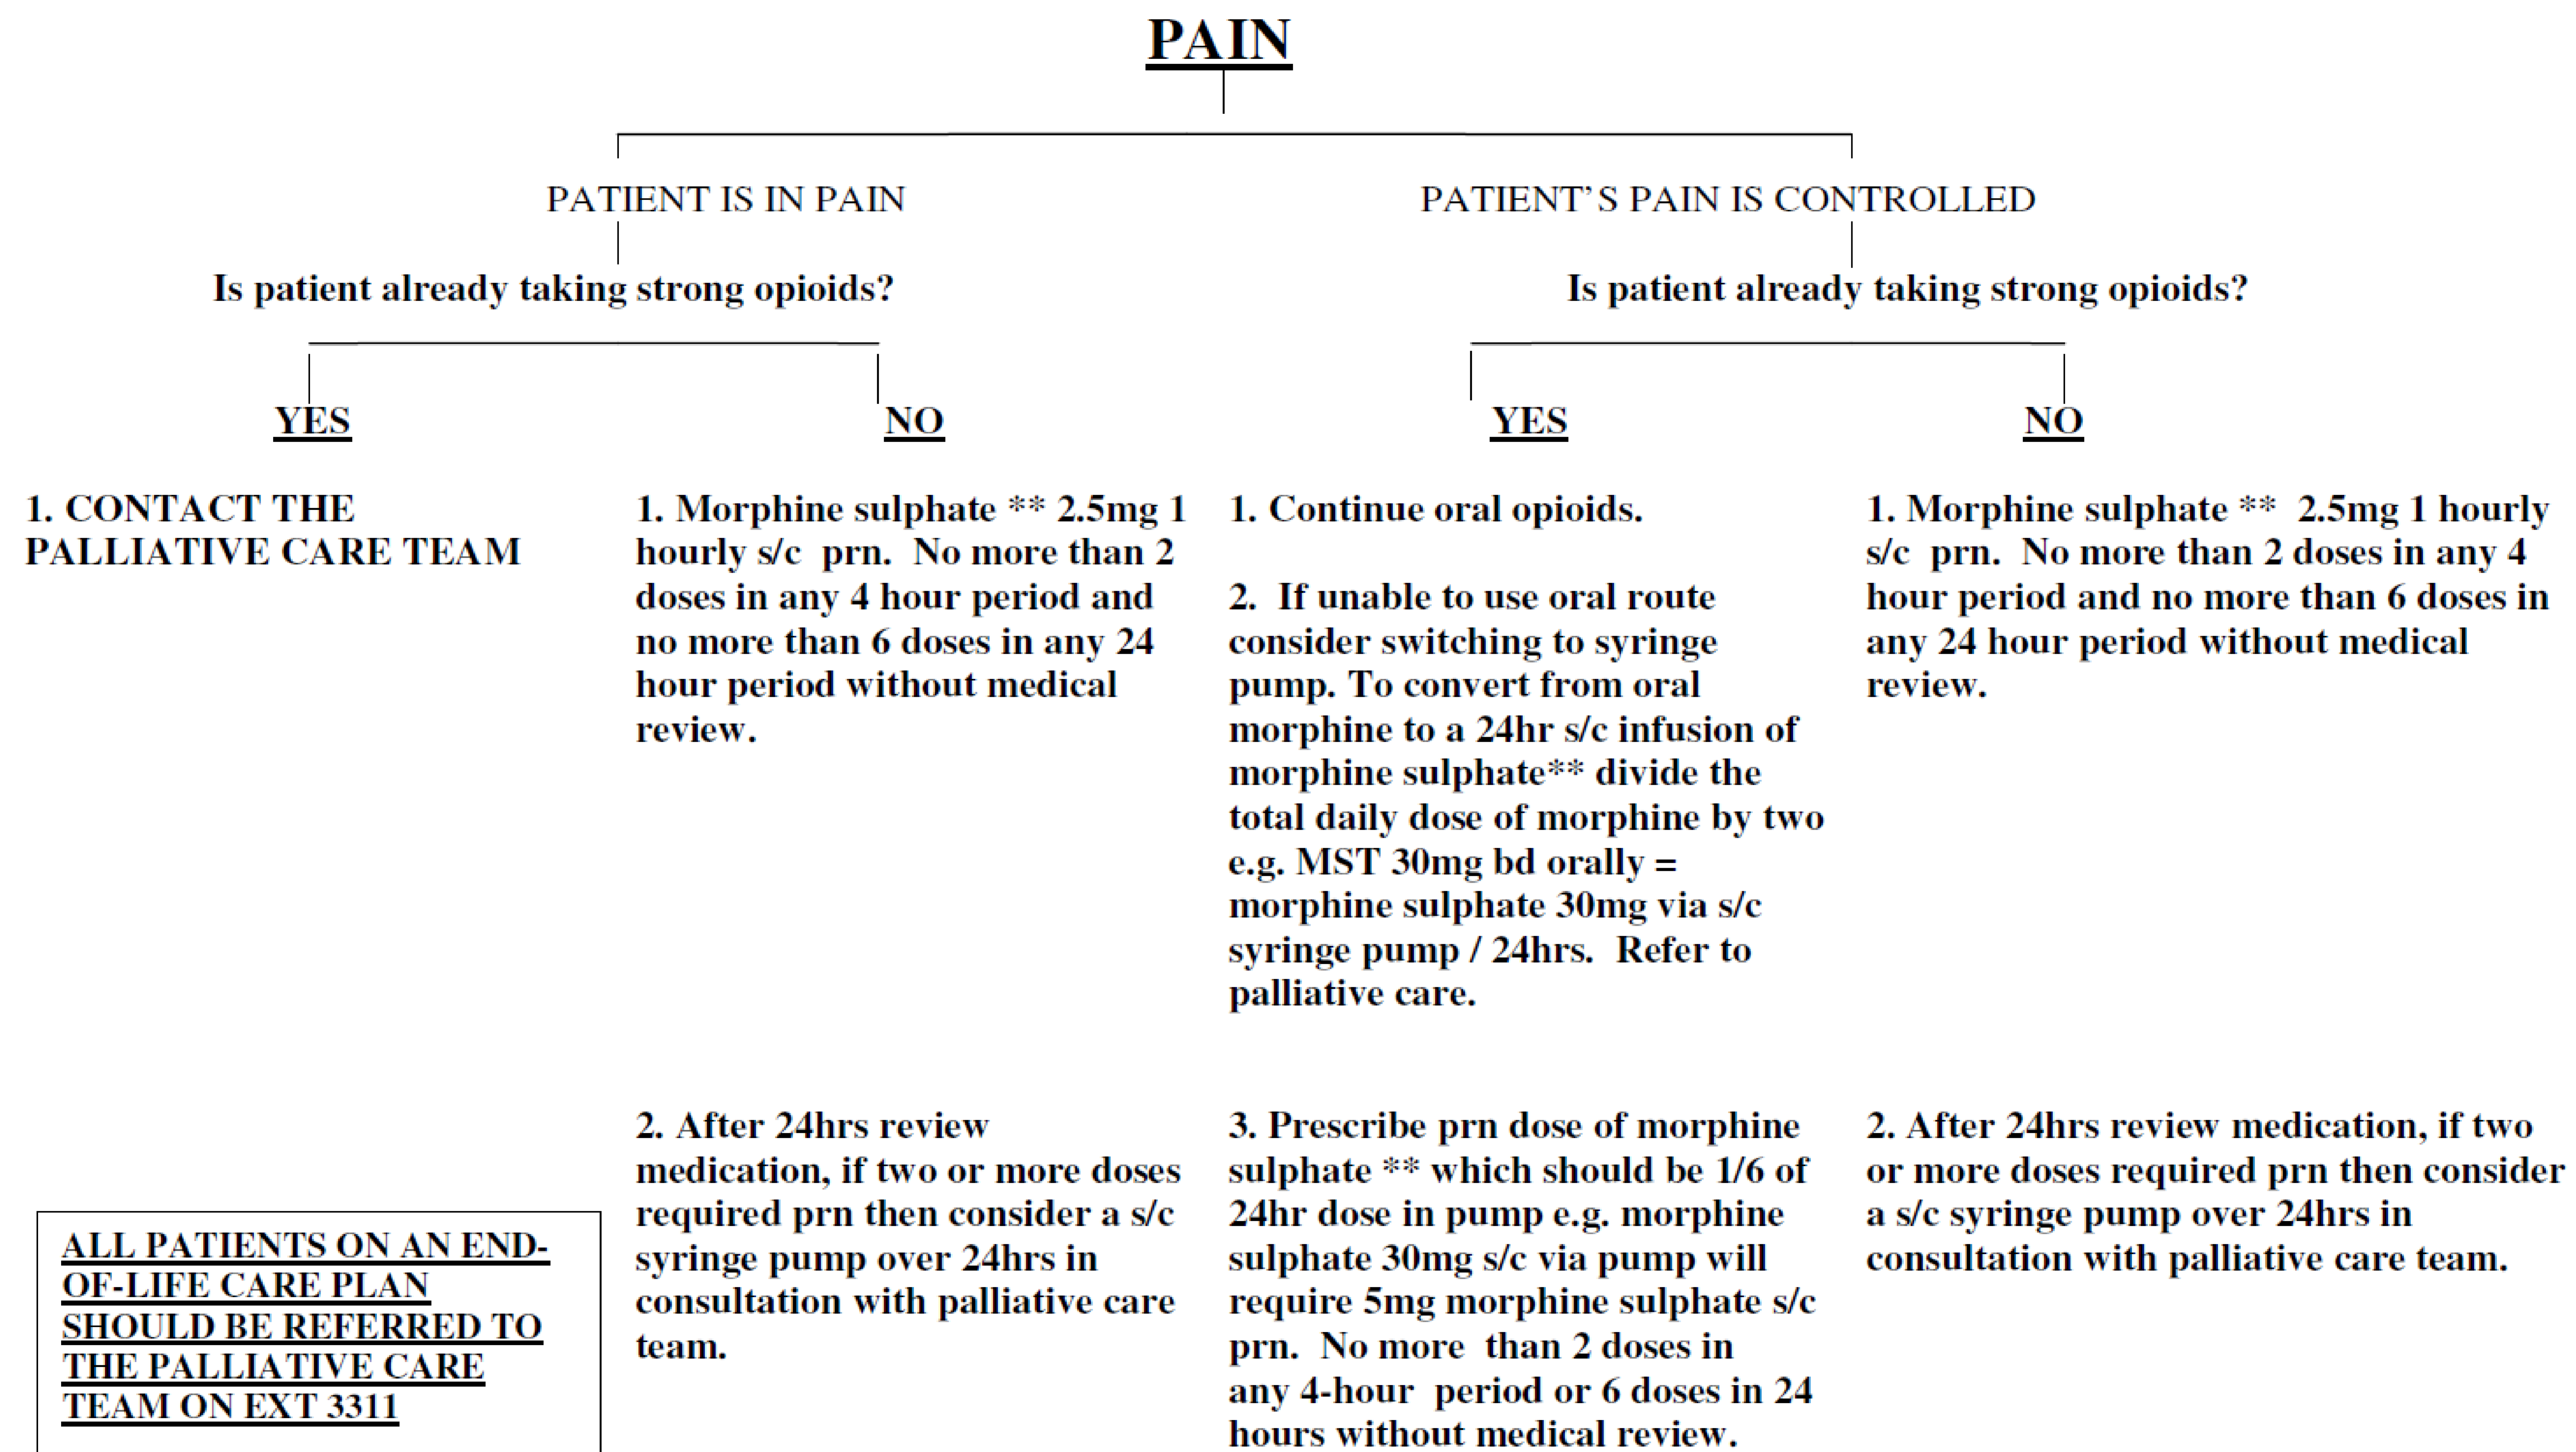 PAIN
PATIENT IS IN PAIN
PATIENT'S PAIN IS CONTROLLED
Is patient already taking strong opioids?
Is patient already taking strong opioids?
YES
NO
YES
NO
1. CONTACT THE
PALLIATIVE CARE TEAM
1. Morphine sulphate ** 2.5mg 1
hourly s/c prn. No more than 2
doses in any 4 hour period and
no more than 6 doses in any 24
hour period without medical
review.
1. Continue oral opioids.
2. If unable to use oral route
consider switching to syringe
pump. To convert from oral
morphine to a 24hr s/c infusion of
morphine sulphate** divide the
total daily dose of morphine by two
e.g. MST 30mg bd orally =
morphine sulphate 30mg via s/c
syringe pump / 24hrs. Refer to
palliative care.
1. Morphine sulphate ** 2.5mg 1 hourly
s/c prn. No more than 2 doses in any 4
hour period and no more than 6 doses in
any 24 hour period without medical
review.
2. After 24hrs review
medication, if two or more doses
required prn then consider a s/c
syringe pump over 24hrs in
consultation with palliative care
team.
3. Prescribe prn dose of morphine
sulphate ** which should be 1/6 of
24hr dose in pump e.g. morphine
sulphate 30mg s/c via pump will
require 5mg morphine sulphate s/c
prn. No more than 2 doses in
any 4-hour period or 6 doses in 24
hours without medical review.
2. After 24hrs review medication, if two
or more doses required prn then consider
a s/c syringe pump over 24hrs in
consultation with palliative care team.
ALL PATIENTS ON AN END-
OF-LIFE CARE PLAN
SHOULD BE REFERRED TO
THE PALLIATIVE CARE
TEAM ON EXT 3311